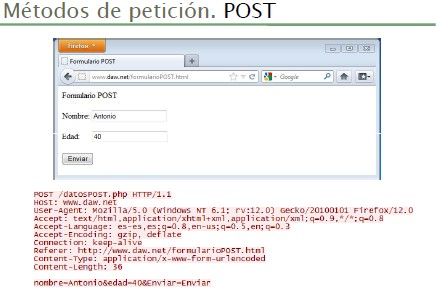 Métodos de petición. POST
Firefox
Formulario POST
www.daw.net/formularioPOST.html
Google
Formulario POST
Nombre: Antonio
Edad: 40
Enviar
POST /datosPOST.php HTTP/1.1
Host: www.daw.net
User-Agent: Mozilla/5.0 (Windows NT 6.1; rv:12.0) Gecko/20100101 Firefox/12.0
Accept: text/html,application/xhtml+xml,application/xml;q=0.9,*/*;q=0.8
Accept-Language: es-es,es;q=0.8,en-us;q=0.5,en;q=0.3
Accept-Encoding: gzip, deflate
Connection: keep-alive
Referer: http://www.daw.net/formularioPOST.html
Content-Type: application/x-www-form-urlencoded
Content-Length: 36
nombre=Antonio&edad=40&Enviar=Enviar